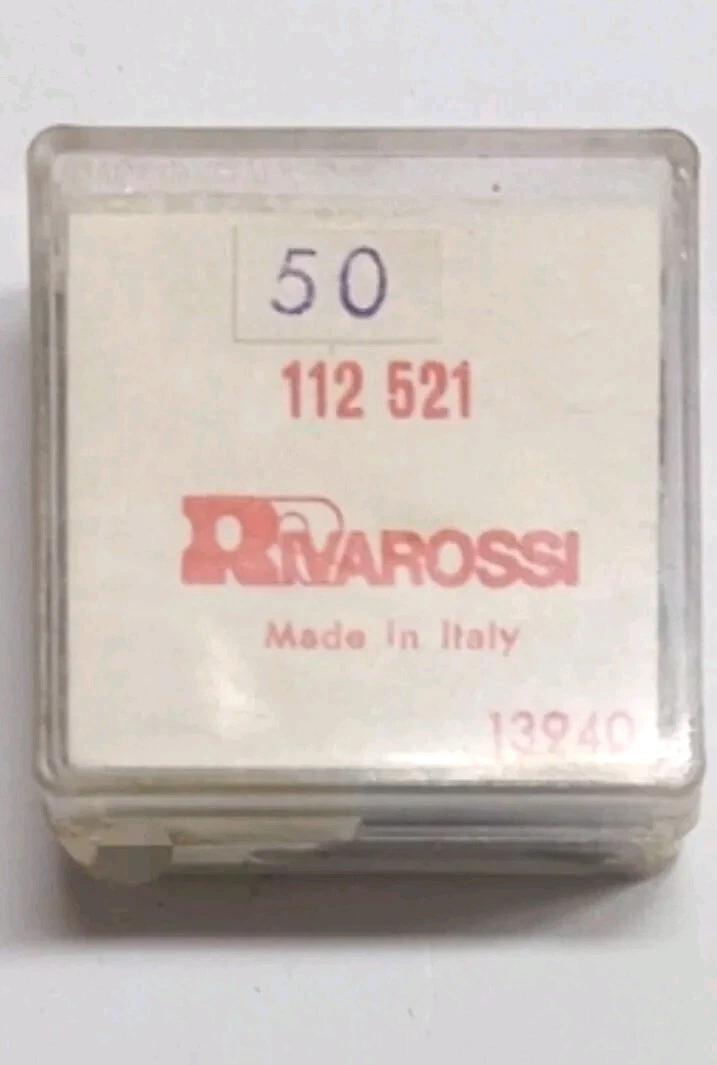 50
112 521
RIVAROSSI
Made in Italy
13940